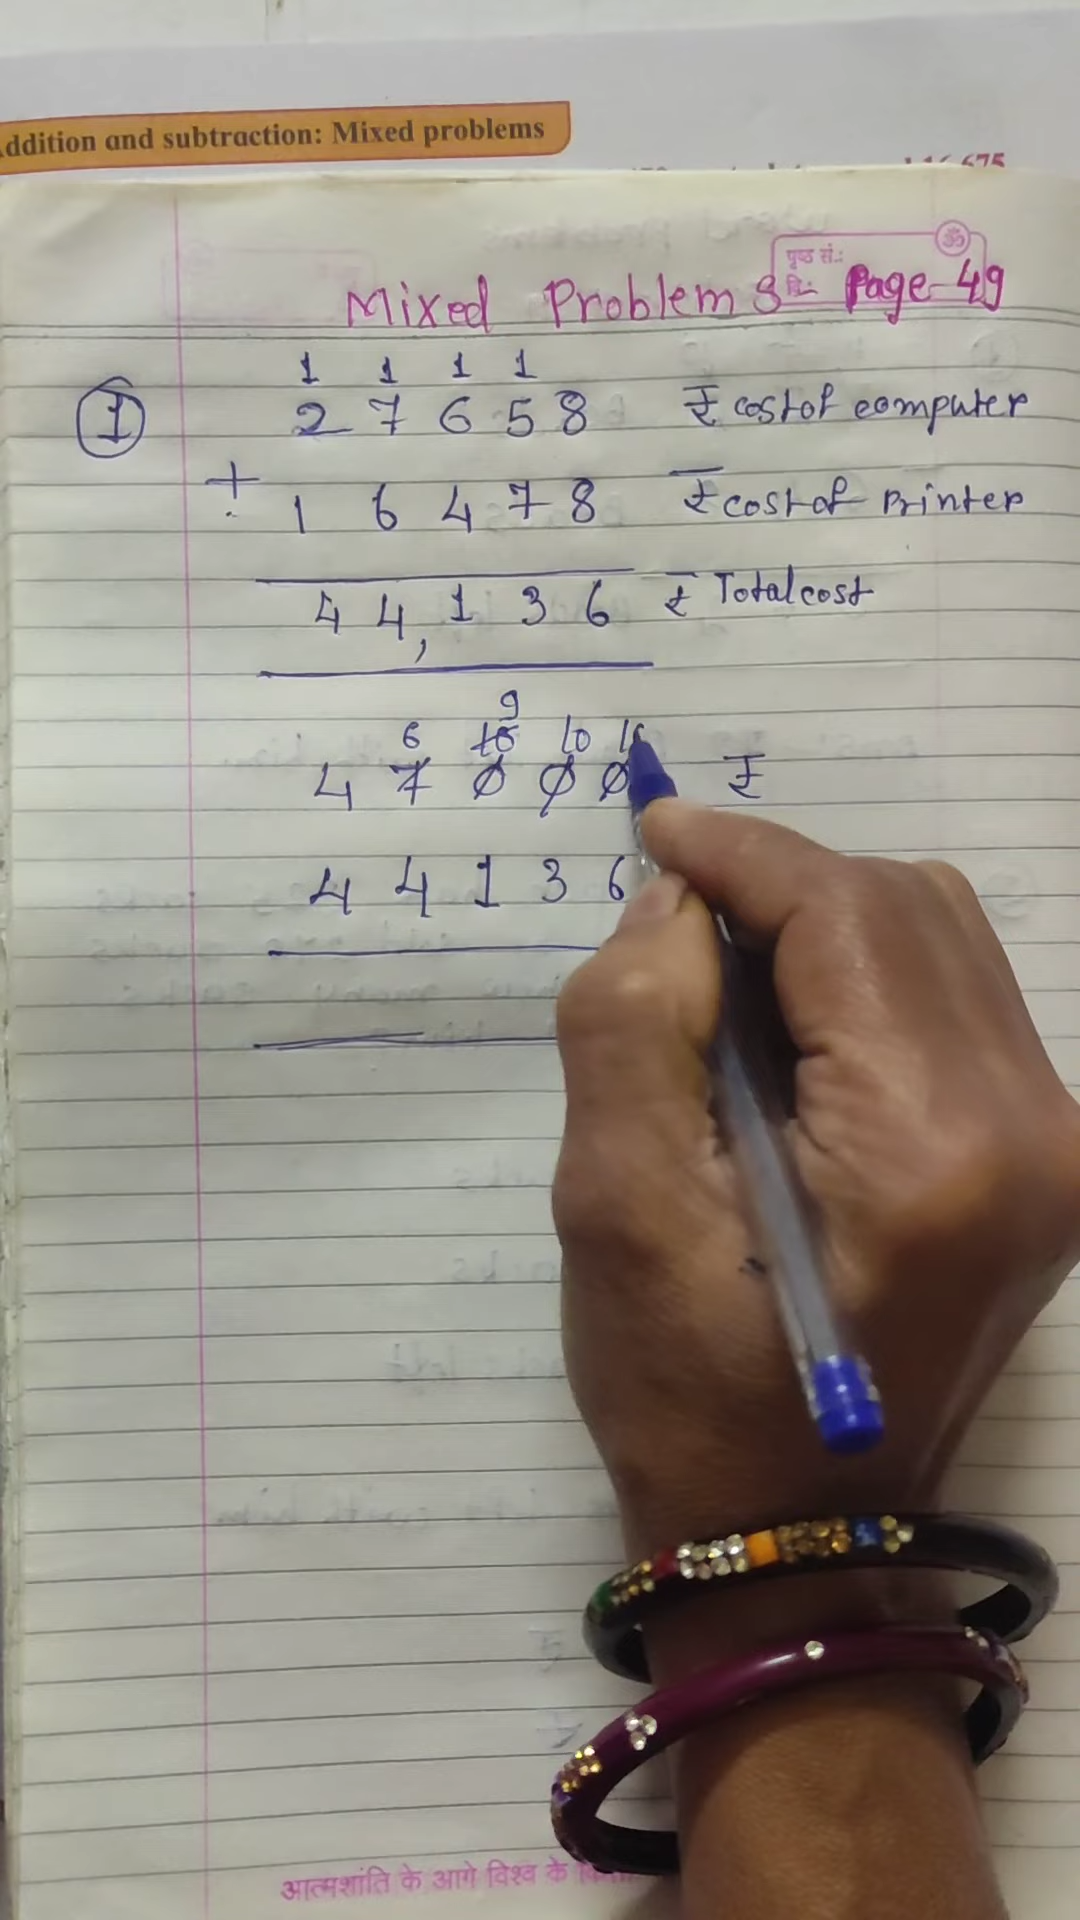 ddition and subtraction: Mixed problems
675
पृष्ठ सं.:
Mixed Problems Page-49
1 1 1 1
1 2 7 6 5 8 ₹ cost of computer
+ 1 6 4 7 8 ₹ cost of Printer
4 4, 1 3 6 ₹ Total cost
9
6 10 10
4 7 0 0 0 ₹
4 4 1 3 6
आत्मशांति के आगे विश्व के